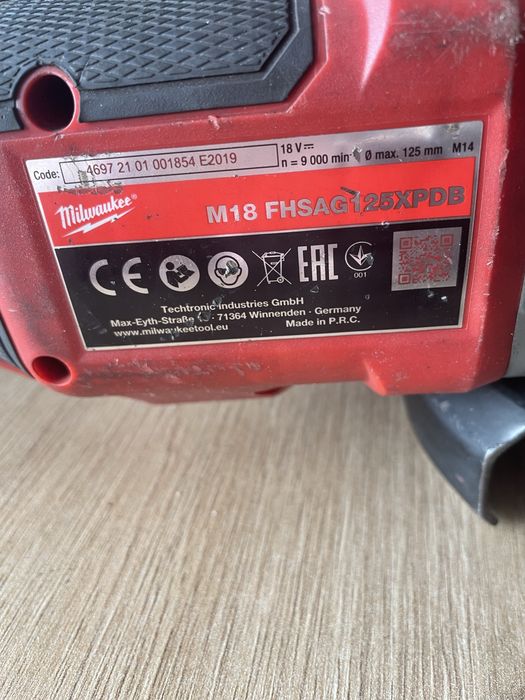 Code: 4697 21 01 001854 E2019
18 V
n = 9 000 min Ø max. 125 mm M14
Milwaukee®
M18 FHSAG125XPDB
CE
EAC
001
Techtronic Industries GmbH
Max-Eyth-Straße 71364 Winnenden - Germany
www.milwaukeetool.eu Made in P.R.C.